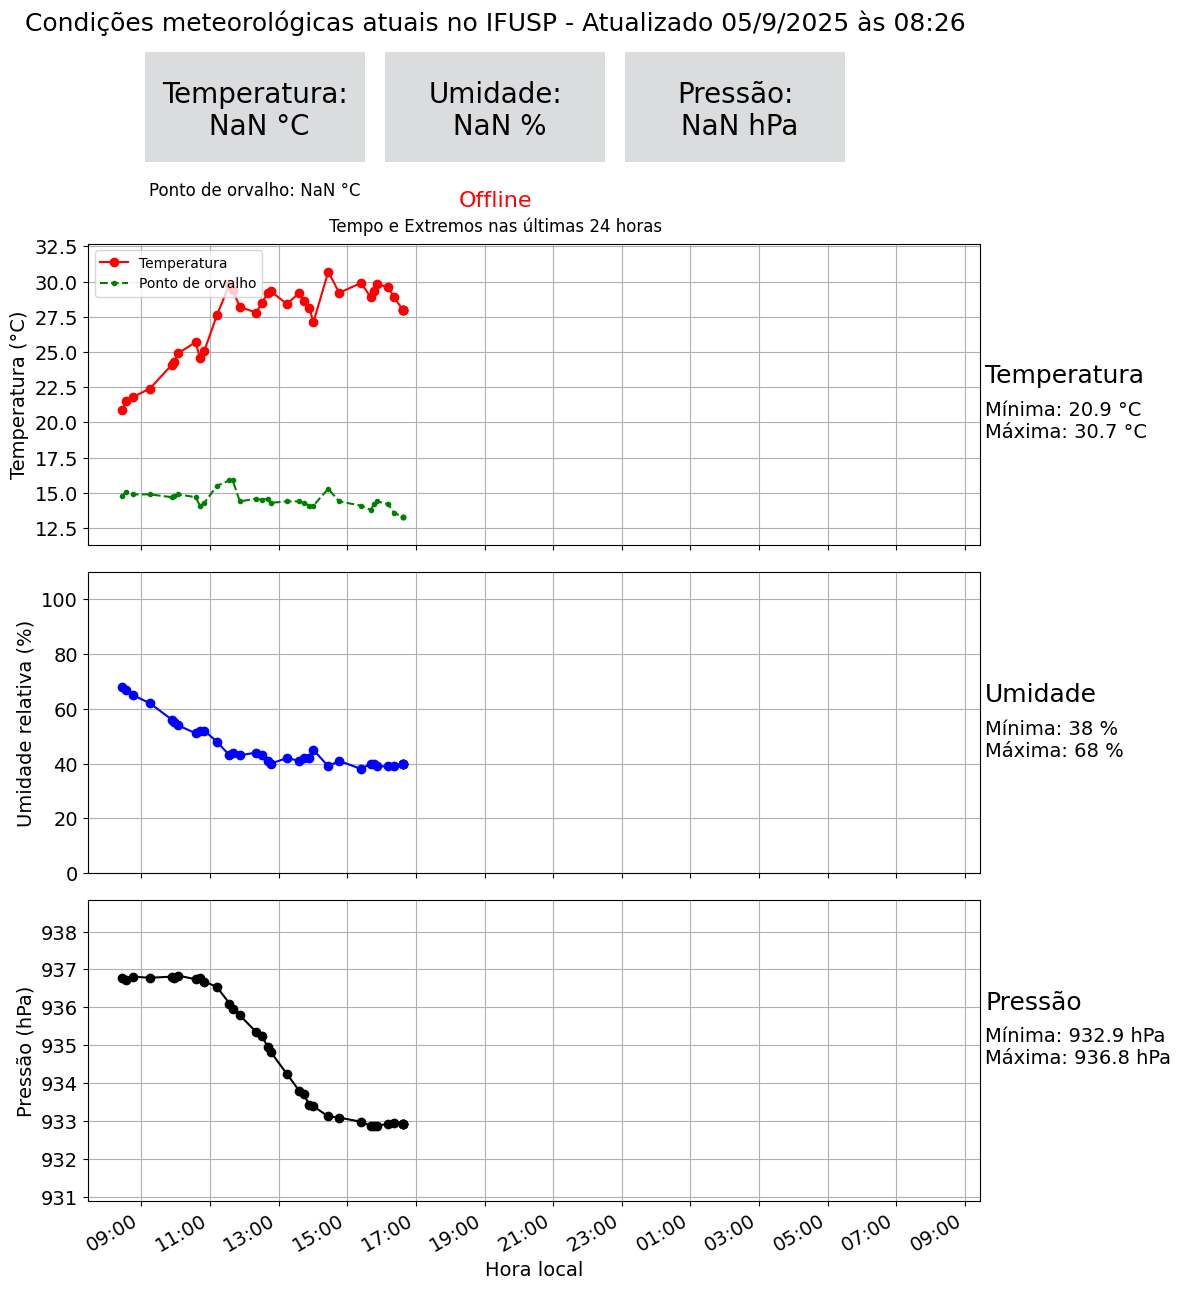 Condições meteorológicas atuais no IFUSP - Atualizado 05/9/2025 às 08:26
Temperatura:
NaN °C
Umidade:
NaN %
Pressão:
NaN hPa
Ponto de orvalho: NaN °C
Offline
Tempo e Extremos nas últimas 24 horas
Temperatura (°C)
32.5
30.0
27.5
25.0
22.5
20.0
17.5
15.0
12.5
Temperatura
Ponto de orvalho
Temperatura
Mínima: 20.9 °C
Máxima: 30.7 °C
Umidade relativa (%)
100
80
60
40
20
0
Umidade
Mínima: 38 %
Máxima: 68 %
Pressão (hPa)
938
937
936
935
934
933
932
931
Pressão
Mínima: 932.9 hPa
Máxima: 936.8 hPa
09:00 11:00 13:00 15:00 17:00 19:00 21:00 23:00 01:00 03:00 05:00 07:00 09:00
Hora local